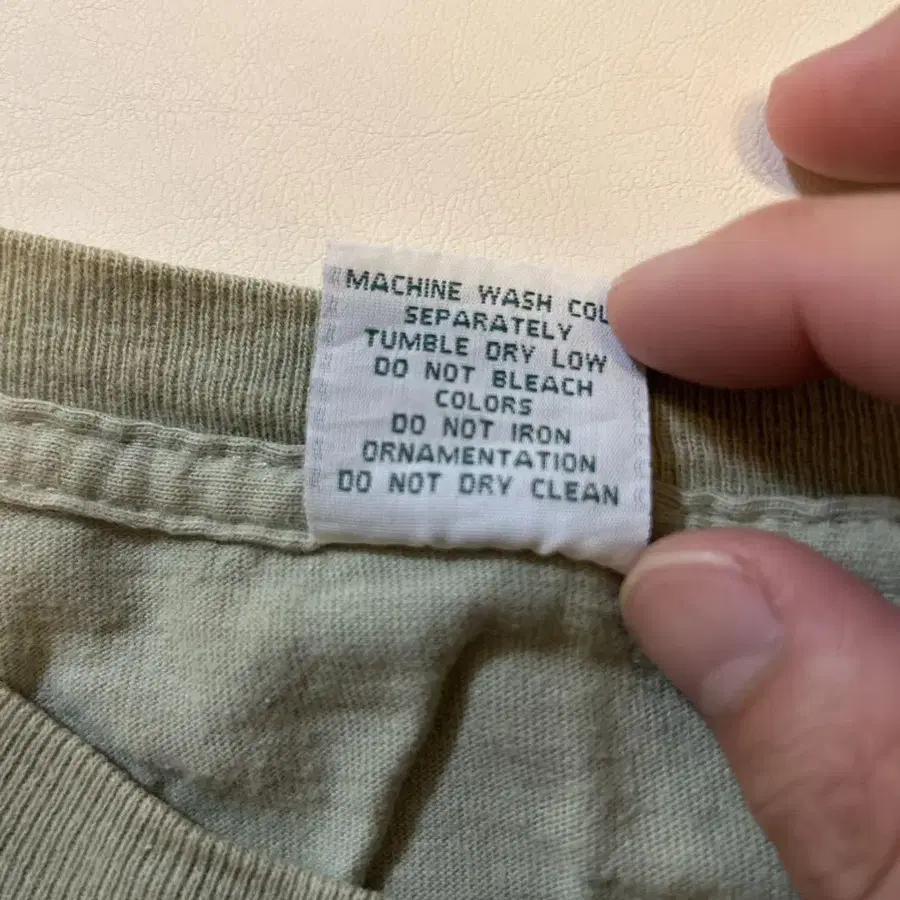 MACHINE WASH COL
SEPARATELY
TUMBLE DRY LOW
DO NOT BLEACH
COLORS
DO NOT IRON
ORNAMENTATION
DO NOT DRY CLEAN